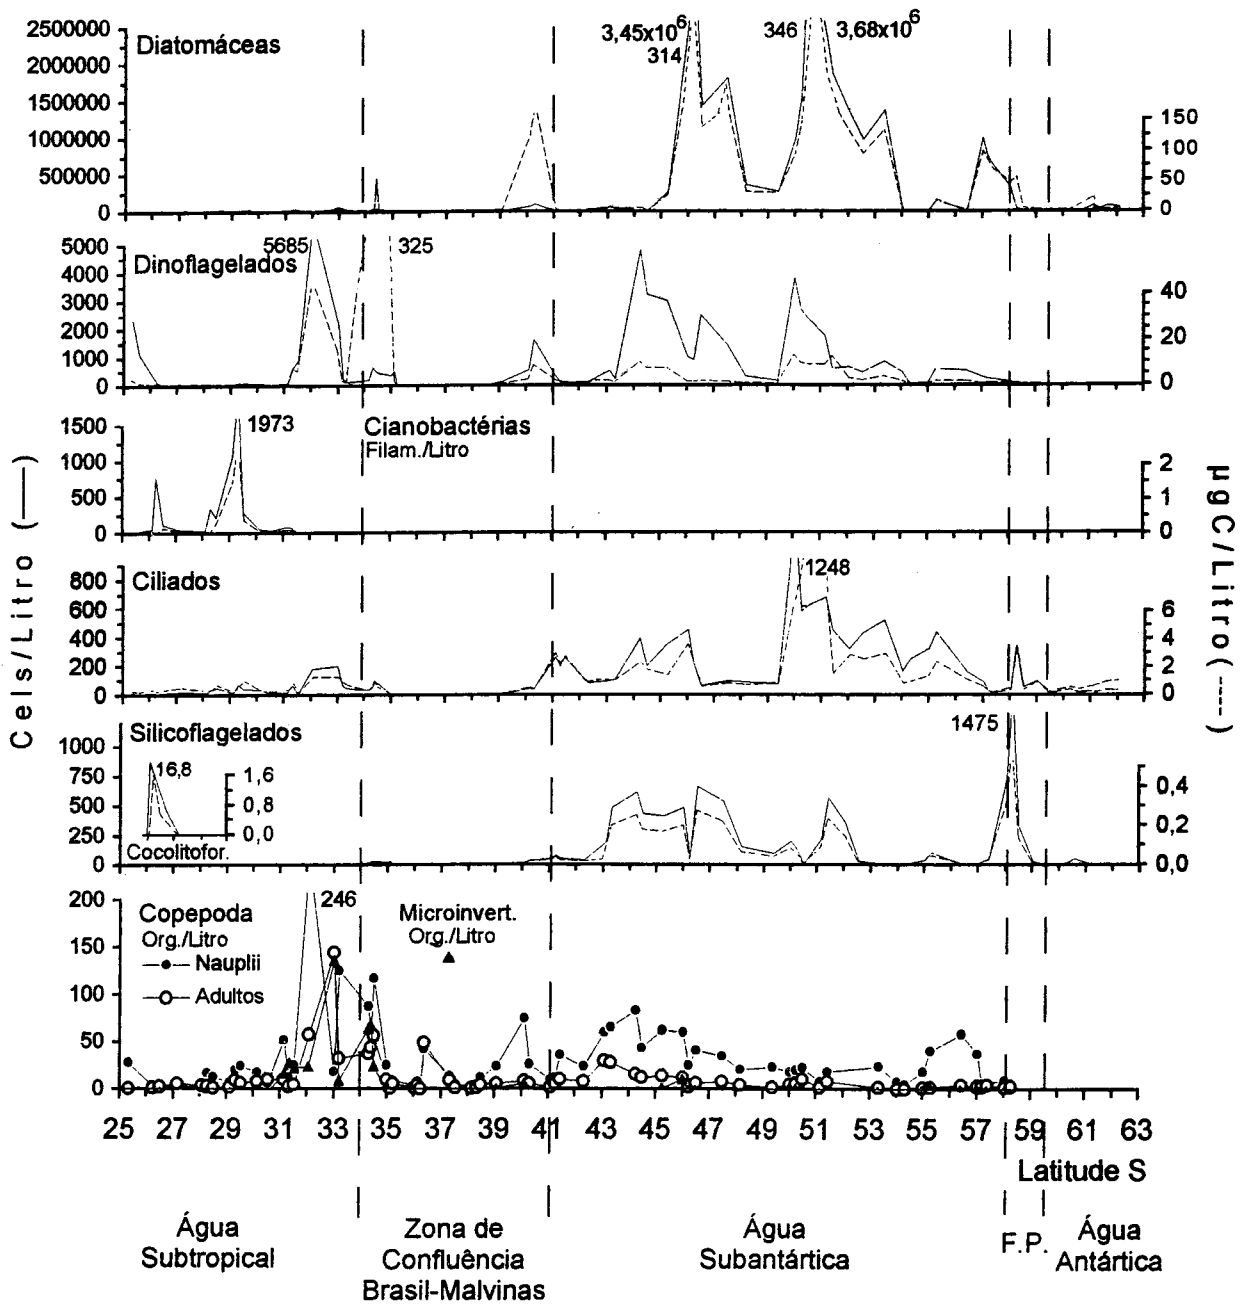 Diatomáceas
2500000
2000000
1500000
1000000
500000
0
3,45x10^6
314
346
3,68x10^6
150
100
50
0
Dinoflagelados
5000
4000
3000
2000
1000
0
5685
325
40
20
0
Cianobactérias
Filam./Litro
1500
1000
500
0
1973
2
1
0
Cels/Litro (——)
µgC/Litro (----)
Ciliados
800
600
400
200
0
1248
6
4
2
0
Silicoflagelados
1000
750
500
250
0
16,8
1,6
0,8
0,0
Cocolitofor.
1475
0,4
0,2
0,0
Copepoda
Org./Litro
Nauplii
Adultos
200
150
100
50
0
246
Microinvert.
Org./Litro
25 27 29 31 33 35 37 39 41 43 45 47 49 51 53 55 57 59 61 63
Latitude S
Água
Subtropical
Zona de
Confluência
Brasil-Malvinas
Água
Subantártica
F.P.
Água
Antártica